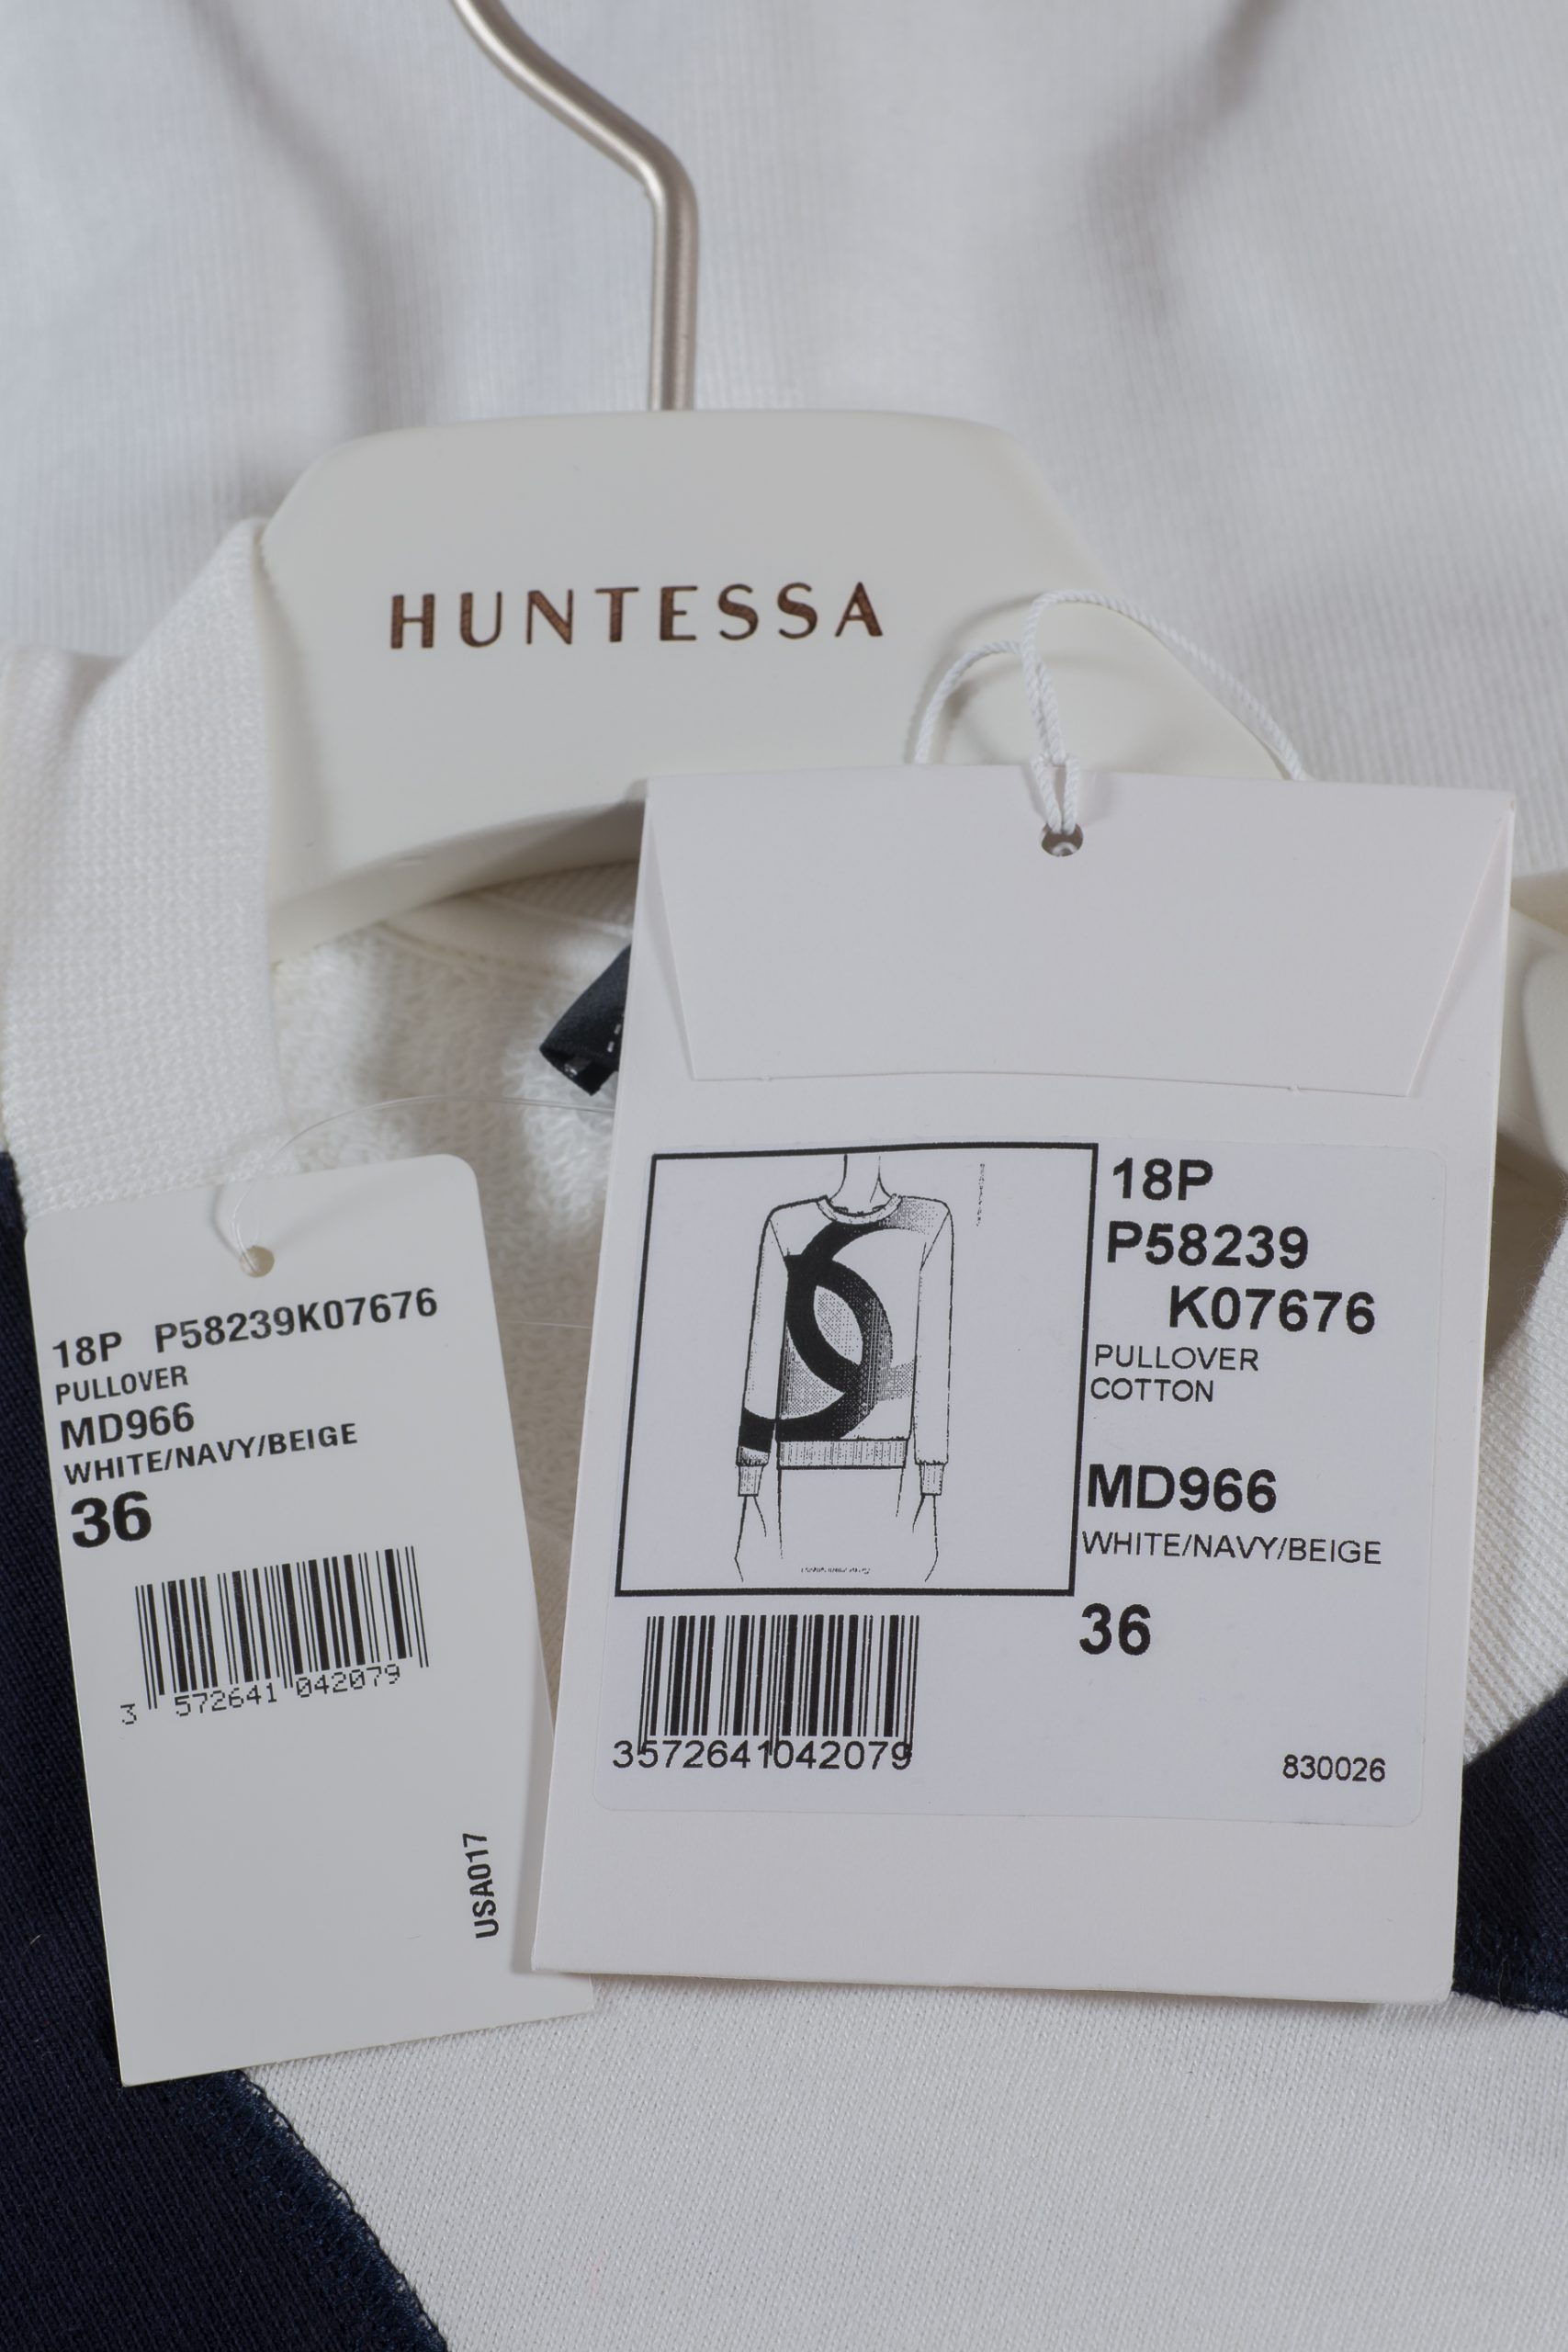 HUNTESSA
18P P58239K07676
PULLOVER
MD966
WHITE/NAVY/BEIGE
36
3 572641 042079
USA017
18P
P58239
K07676
PULLOVER
COTTON
MD966
WHITE/NAVY/BEIGE
36
3572641042079
830026